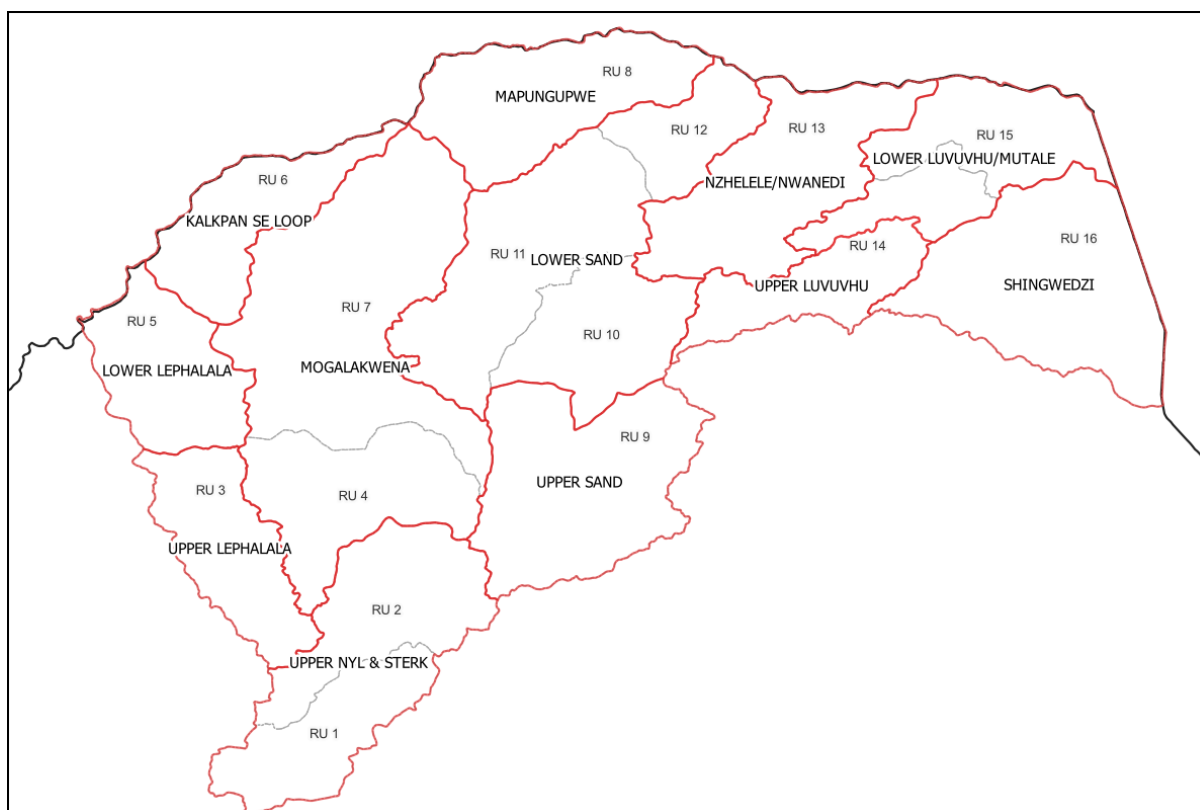 RU 8
MAPUNGUPWE
RU 12
RU 13
RU 15
LOWER LUVUVHU/MUTALE
RU 6
NZHELELE/NWANEDI
KALKPAN SE LOOP
RU 16
RU 14
RU 11
LOWER SAND
UPPER LUVUVHU
SHINGWEDZI
RU 7
RU 5
RU 10
LOWER LEPHALALA
MOGALAKWENA
RU 9
UPPER SAND
RU 3
RU 4
UPPER LEPHALALA
RU 2
UPPER NYL & STERK
RU 1